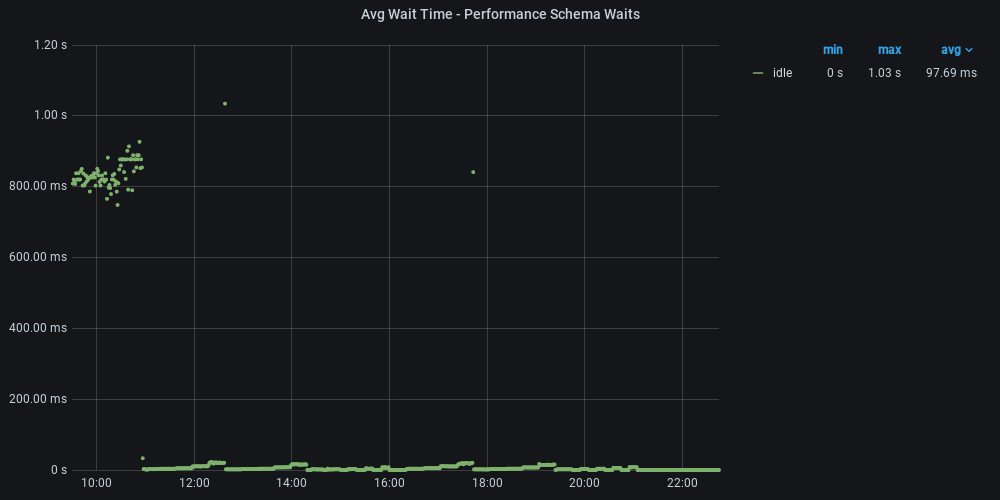 Avg Wait Time - Performance Schema Waits
1.20 s
1.00 s
800.00 ms
600.00 ms
400.00 ms
200.00 ms
0 s
10:00 12:00 14:00 16:00 18:00 20:00 22:00
min max avg
idle 0 s 1.03 s 97.69 ms